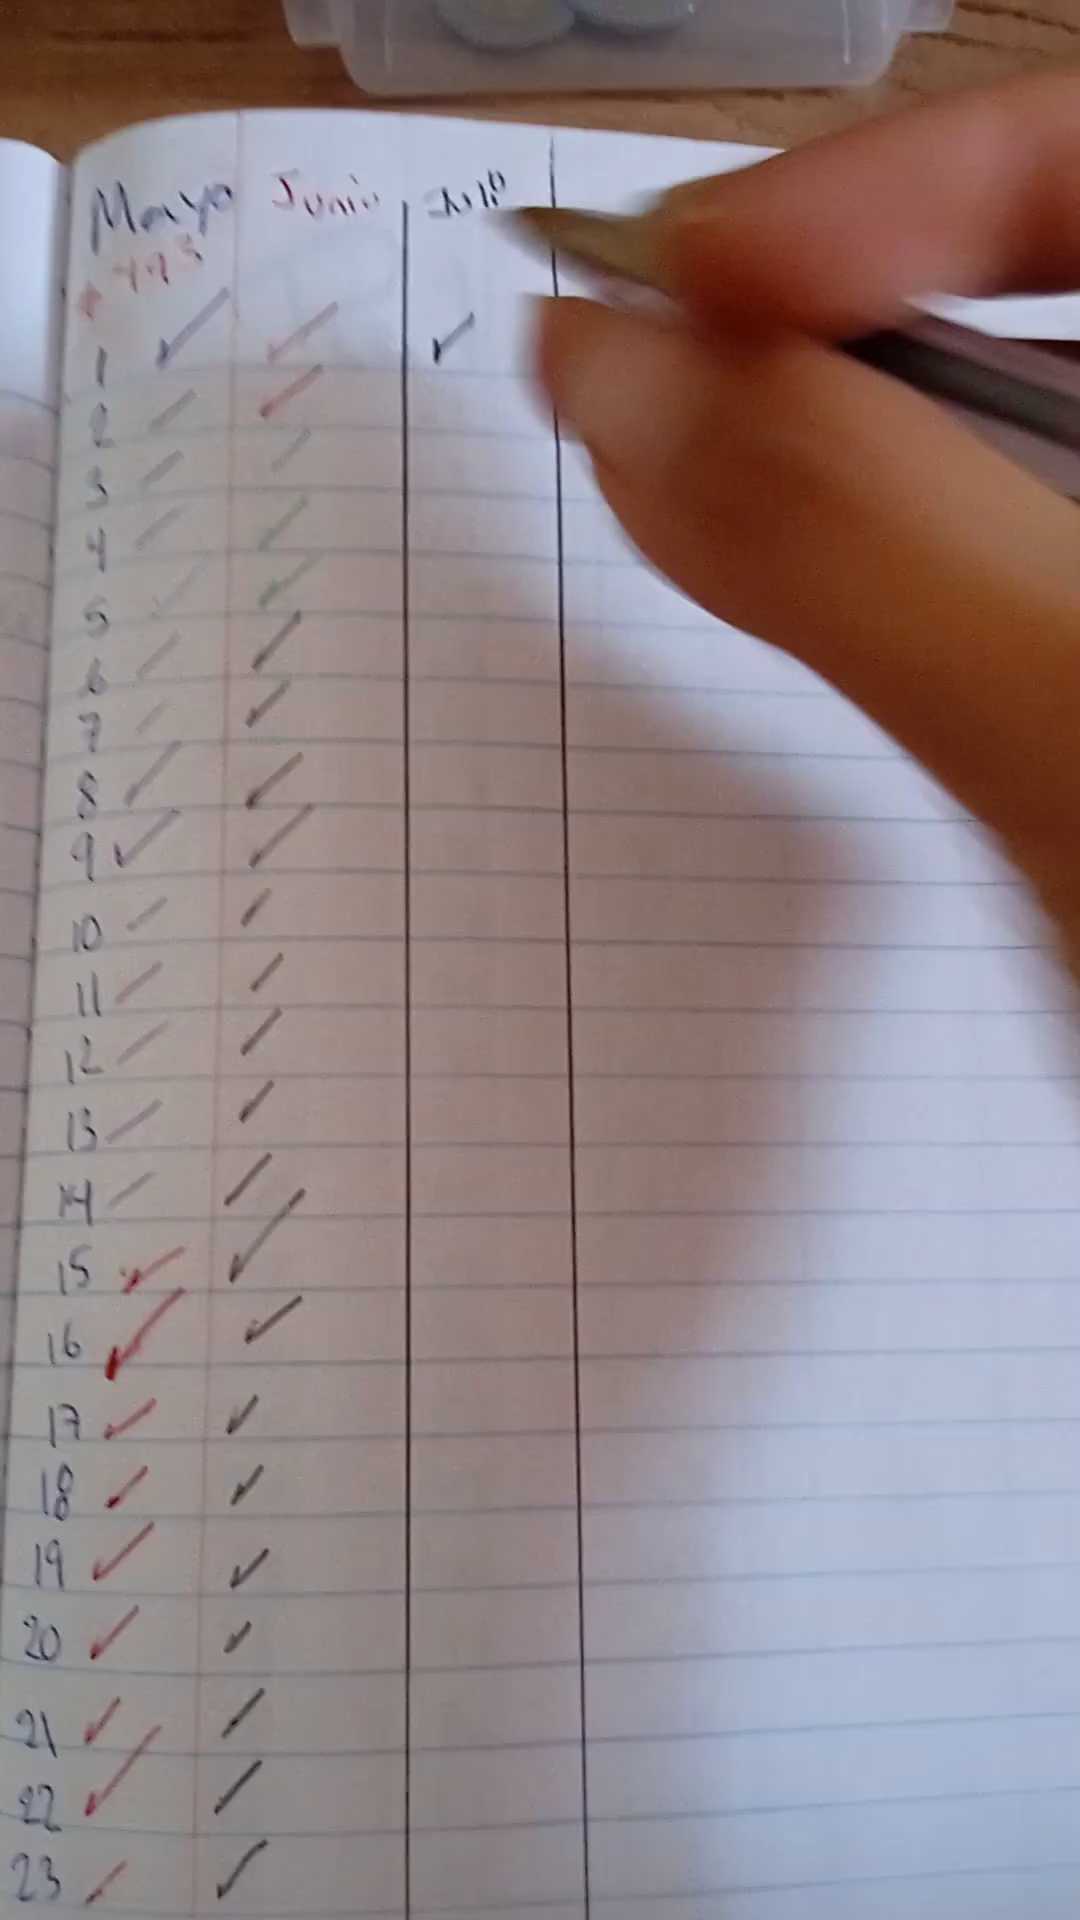 Mayo Junio Julio
1 ✓ ✓ ✓
2 ✓ ✓
3 ✓ ✓
4 ✓ ✓
5 ✓ ✓
6 ✓ ✓
7 ✓ ✓
8 ✓ ✓
9 ✓ ✓
10 ✓ ✓
11 ✓ ✓
12 ✓ ✓
13 ✓ ✓
14 ✓ ✓
15 ✓ ✓
16 ✓ ✓
17 ✓ ✓
18 ✓ ✓
19 ✓ ✓
20 ✓ ✓
21 ✓ ✓
22 ✓ ✓
23 ✓ ✓